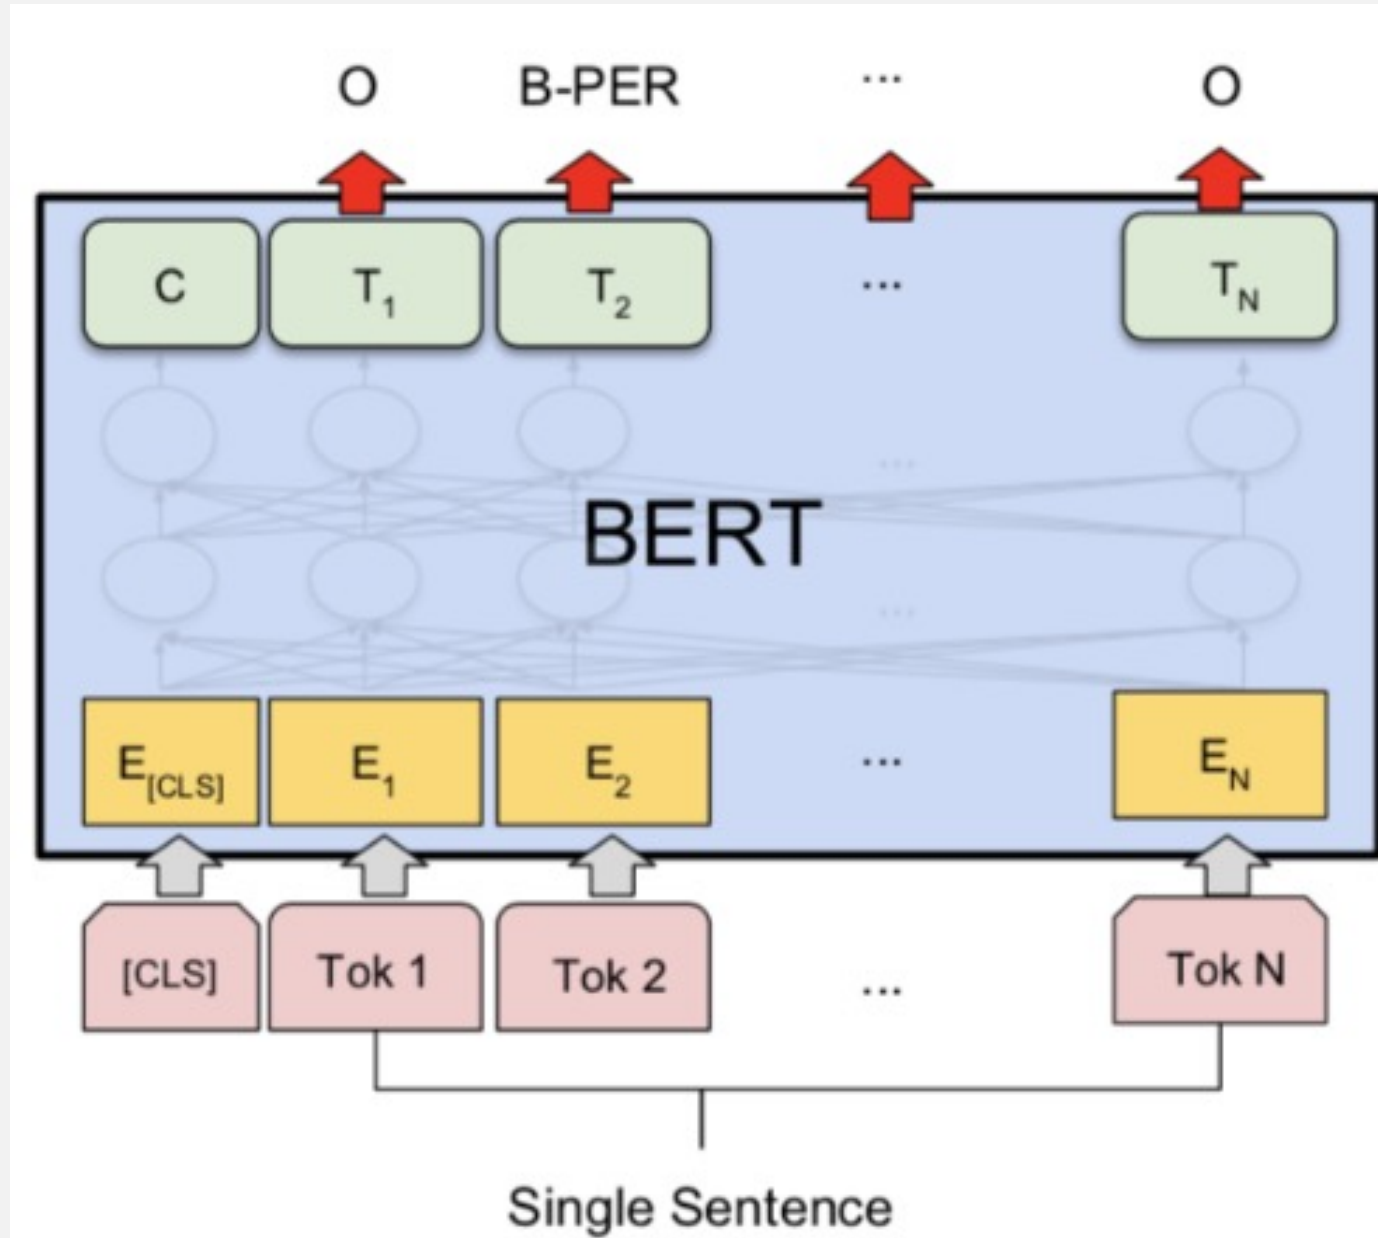 O B-PER ... O
C T1 T2 ... TN
...
BERT
...
E[CLS] E1 E2 ... EN
[CLS] Tok 1 Tok 2 ... Tok N
Single Sentence